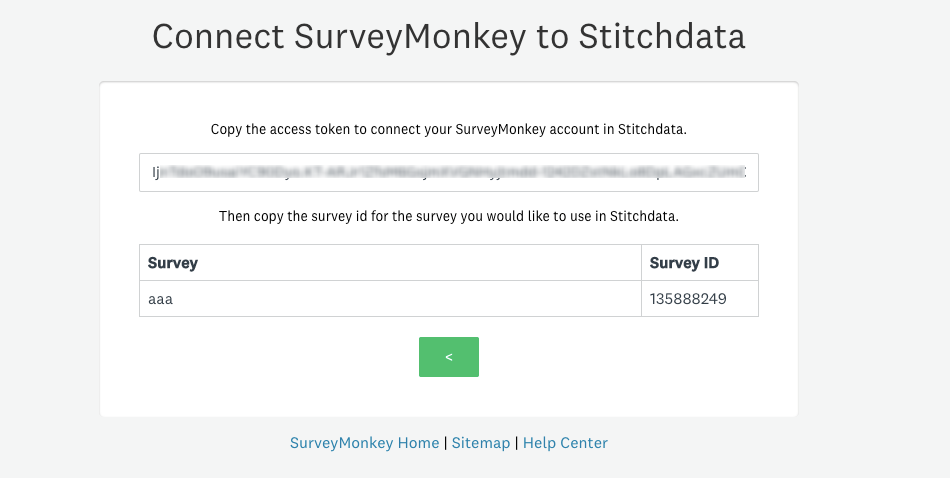 Connect SurveyMonkey to Stitchdata
Copy the access token to connect your SurveyMonkey account in Stitchdata.
Then copy the survey id for the survey you would like to use in Stitchdata.
Survey Survey ID
aaa 135888249
<
SurveyMonkey Home | Sitemap | Help Center